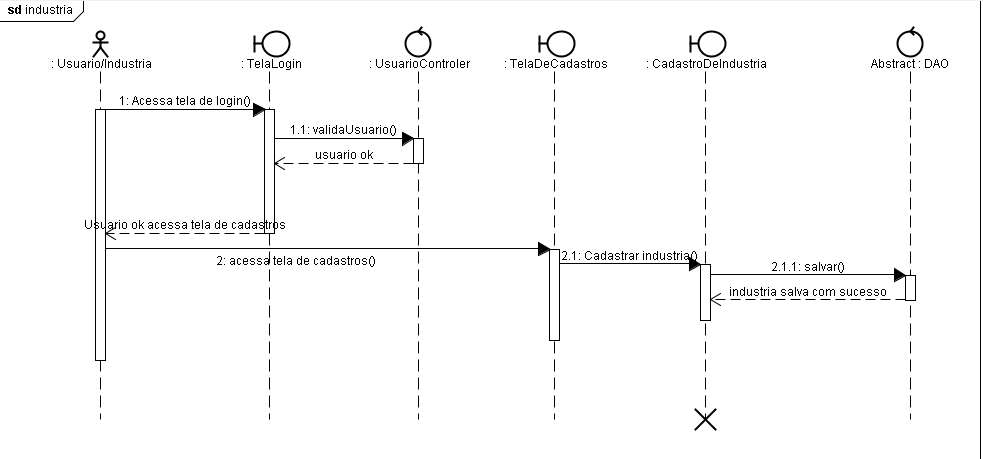 sd industria
: Usuario/Industria
: TelaLogin
: UsuarioControler
: TelaDeCadastros
: CadastroDeIndustria
Abstract : DAO
1: Acessa tela de login()
1.1: validaUsuario()
usuario ok
Usuario ok acessa tela de cadastros
2: acessa tela de cadastros()
2.1: Cadastrar industria()
2.1.1: salvar()
industria salva com sucesso